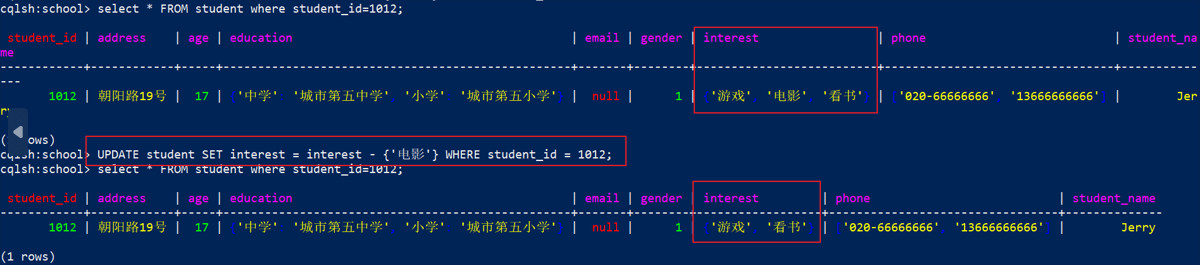 cqlsh:school> select * FROM student where student_id=1012;
student_id | address | age | education | email | gender | interest | phone | student_na
me
-----------+-----------+-----+-----------------------------------------------+-------+--------+--------------------------+--------------------------------+-----------
---
1012 | 朝阳路19号 | 17 | {'中学': '城市第五中学', '小学': '城市第五小学'} | null | 1 | {'游戏', '电影', '看书'} | ['020-66666666', '13666666666'] | Jer
ry
rows)
cqlsh:school> UPDATE student SET interest = interest - {'电影'} WHERE student_id = 1012;
cqlsh:school> select * FROM student where student_id=1012;
student_id | address | age | education | email | gender | interest | phone | student_name
-----------+-----------+-----+-----------------------------------------------+-------+--------+------------------+--------------------------------+-------------
1012 | 朝阳路19号 | 17 | {'中学': '城市第五中学', '小学': '城市第五小学'} | null | 1 | {'游戏', '看书'} | ['020-66666666', '13666666666'] | Jerry
(1 rows)